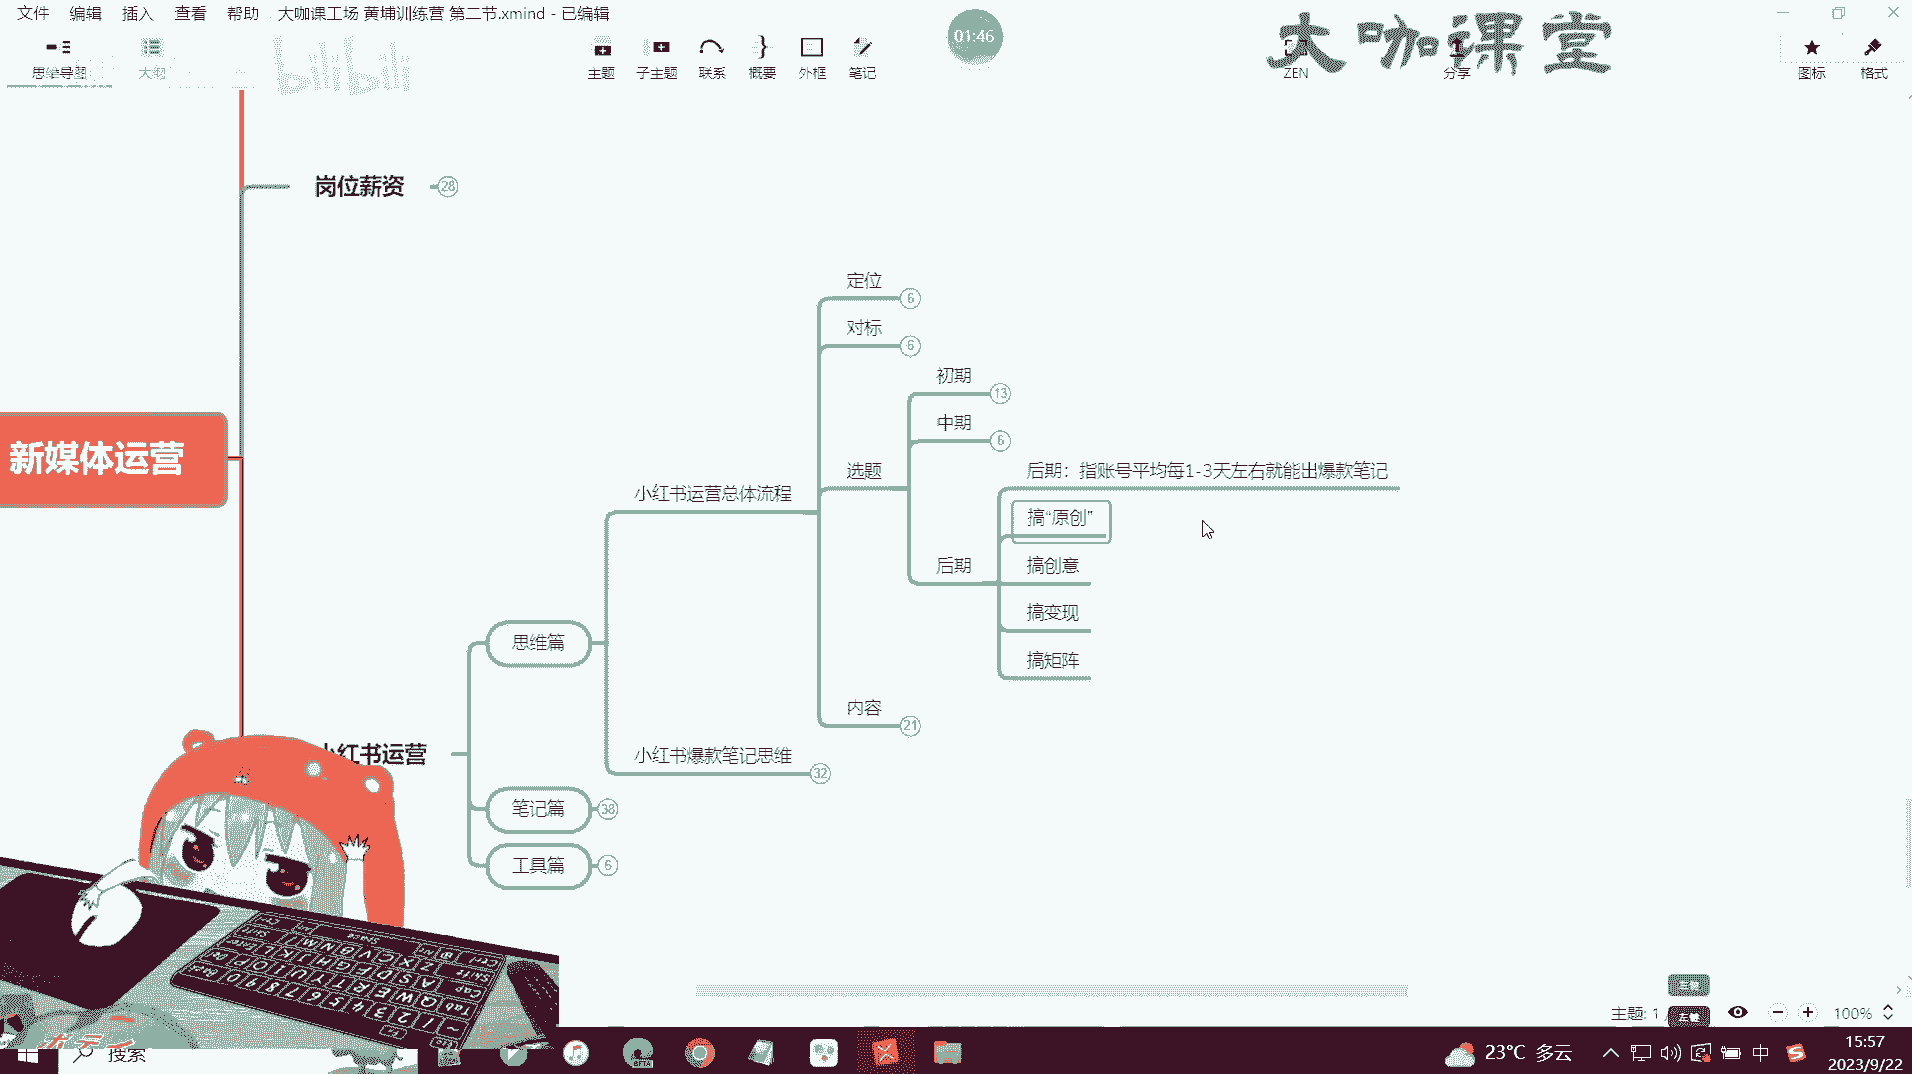 文件 编辑 插入 查看 帮助 大咖课工场 黄埔训练营 第二节.xmind - 已编辑
01:46
大咖课堂
bilibili
思维导图
大纲
主题
子主题
联系
概要
外框
笔记
ZEN
分享
图标
格式
岗位薪资
28
新媒体运营
小红书运营
思维篇
小红书运营总体流程
定位
6
对标
6
选题
初期
13
中期
6
后期
后期：指账号平均每1-3天左右就能出爆款笔记
搞“原创”
搞创意
搞变现
搞矩阵
内容
21
小红书爆款笔记思维
32
笔记篇
38
工具篇
6
主题: 1 /
左键
100%
搜索
BETA
23°C 多云
中
15:57
2023/9/22